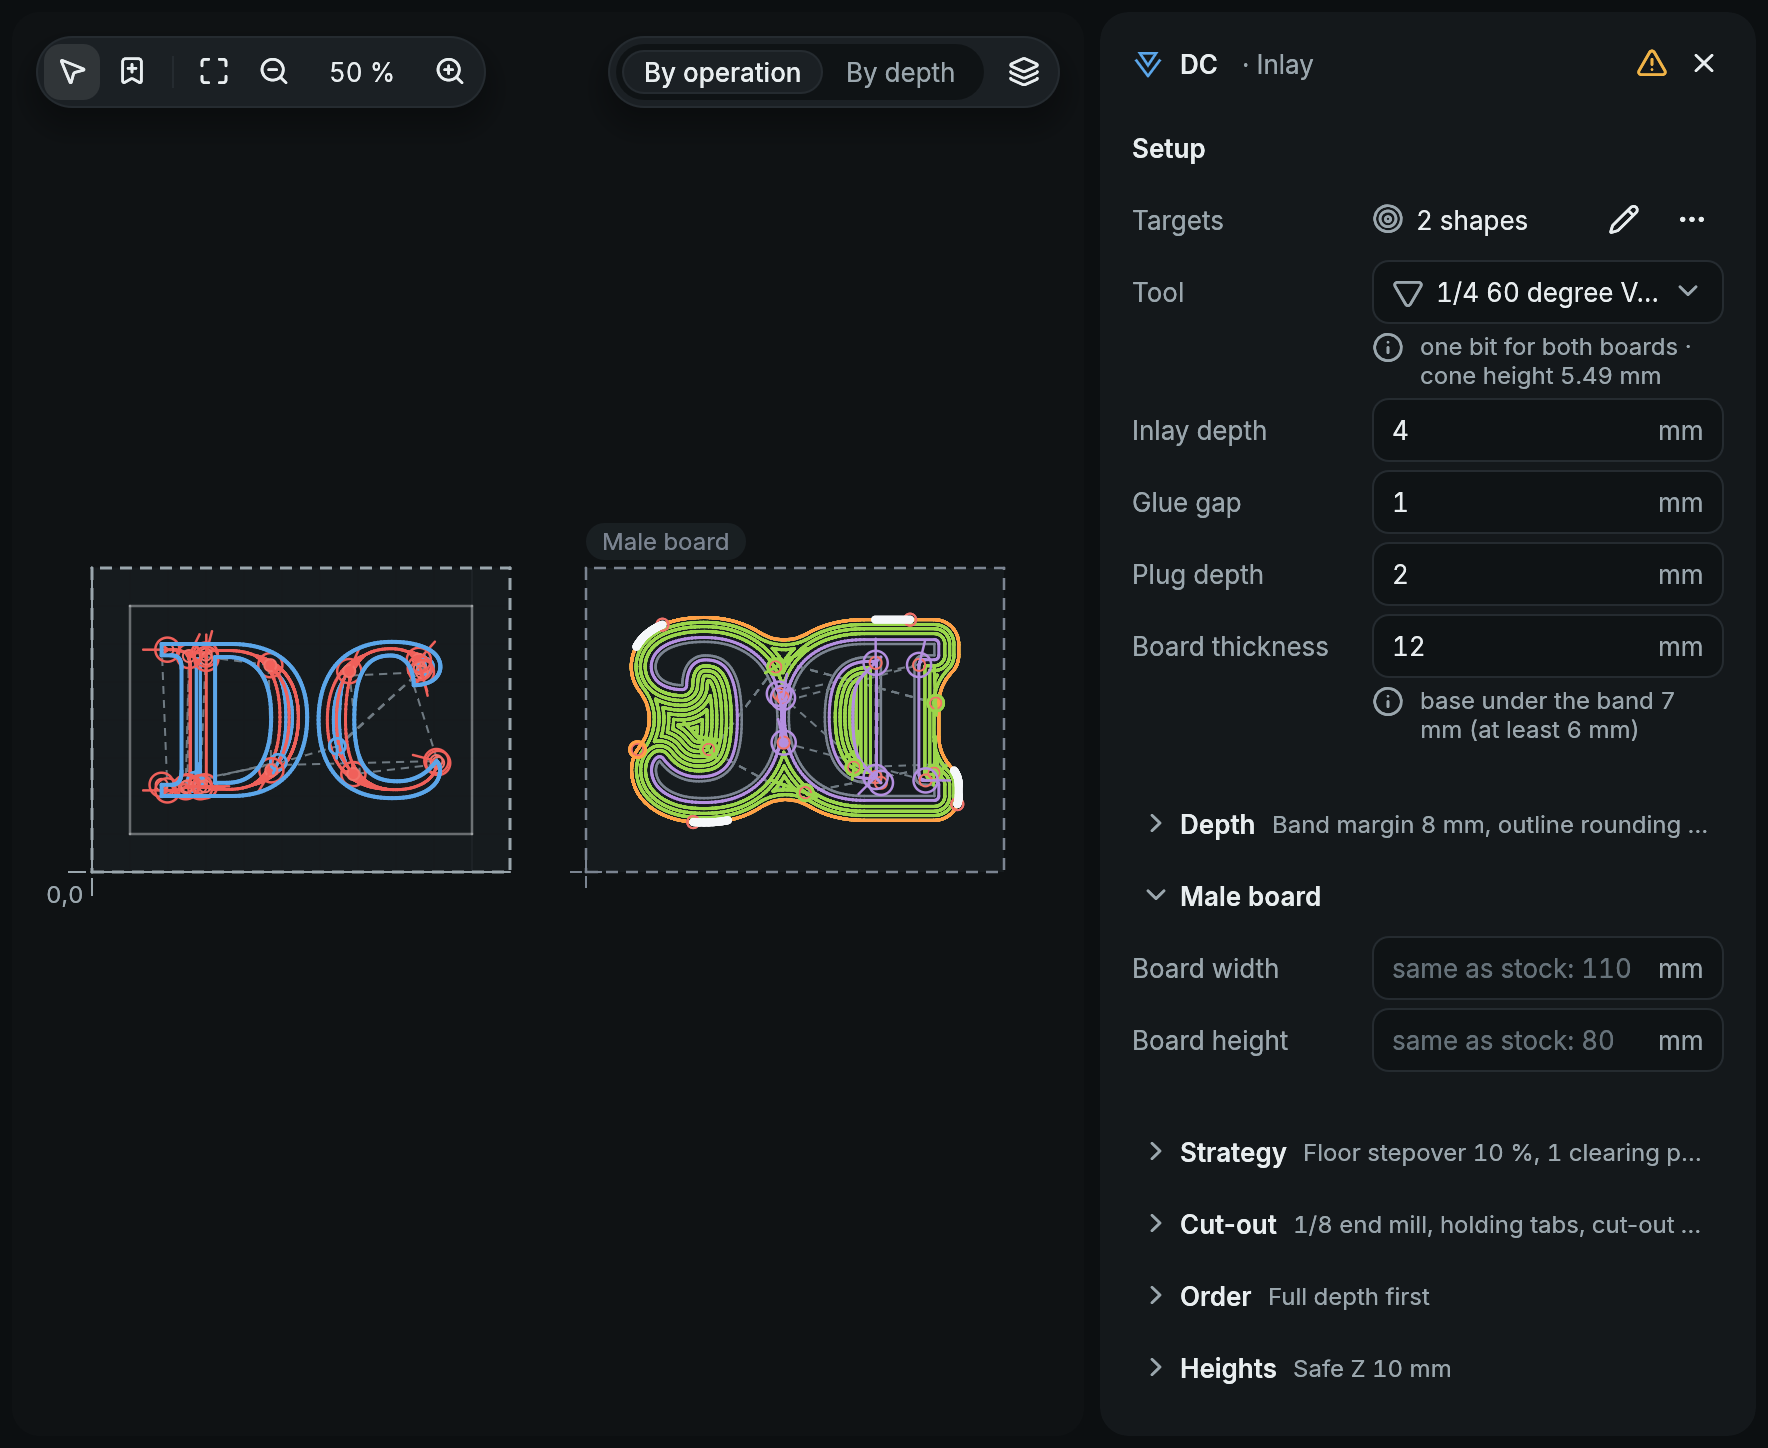 50 %
By operation
By depth
DC · Inlay
Setup
Targets
2 shapes
Tool
1/4 60 degree V...
one bit for both boards ·
cone height 5.49 mm
Inlay depth
4 mm
Glue gap
1 mm
Plug depth
2 mm
Board thickness
12 mm
base under the band 7
mm (at least 6 mm)
Depth Band margin 8 mm, outline rounding ...
Male board
Board width
same as stock: 110 mm
Board height
same as stock: 80 mm
Strategy Floor stepover 10 %, 1 clearing p...
Cut-out 1/8 end mill, holding tabs, cut-out ...
Order Full depth first
Heights Safe Z 10 mm
Male board
DC
DC
0,0